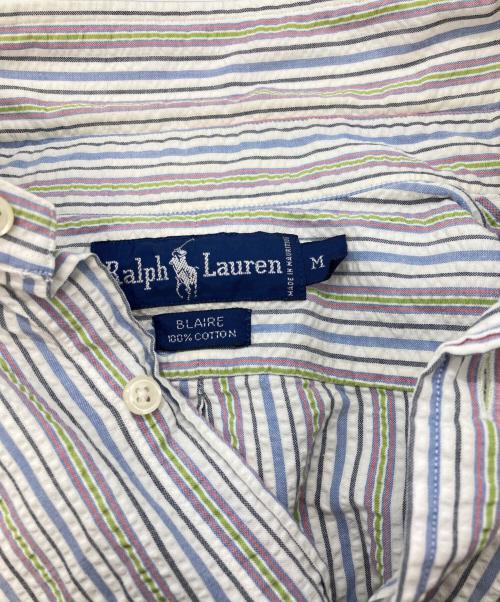 Ralph Lauren
MADE IN MAURITIUS
M
BLAIRE
100% COTTON